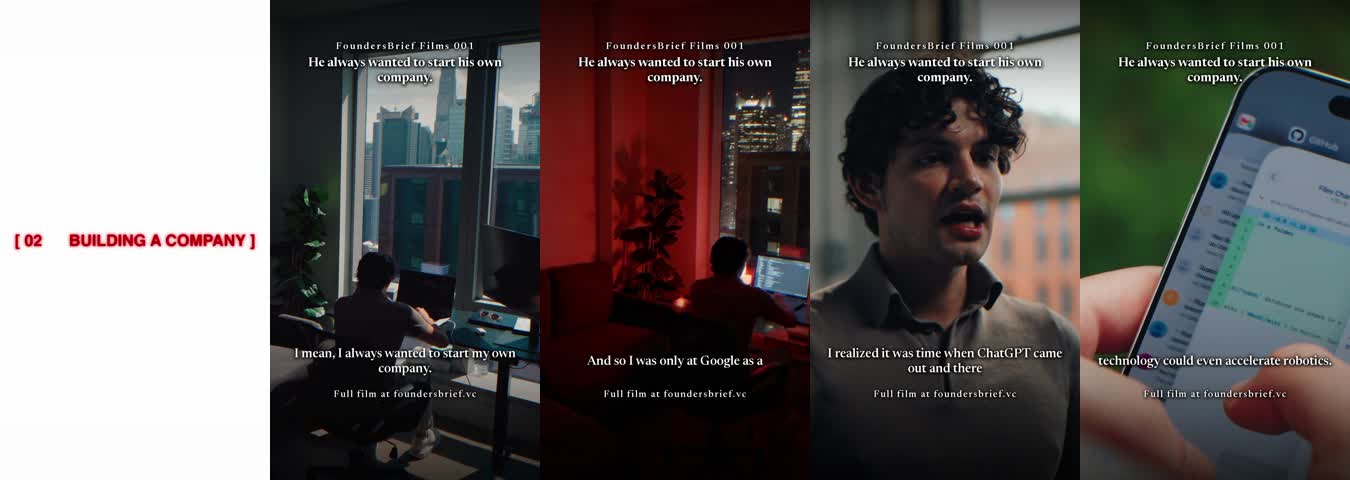 [ 02 BUILDING A COMPANY ]
FoundersBrief Films 001
He always wanted to start his own
company.
I mean, I always wanted to start my own
company.
Full film at foundersbrief.vc
FoundersBrief Films 001
He always wanted to start his own
company.
And so I was only at Google as a
Full film at foundersbrief.vc
FoundersBrief Films 001
He always wanted to start his own
company.
I realized it was time when ChatGPT came
out and there
Full film at foundersbrief.vc
FoundersBrief Films 001
He always wanted to start his own
company.
GitHub
technology could even accelerate robotics.
Full film at foundersbrief.vc